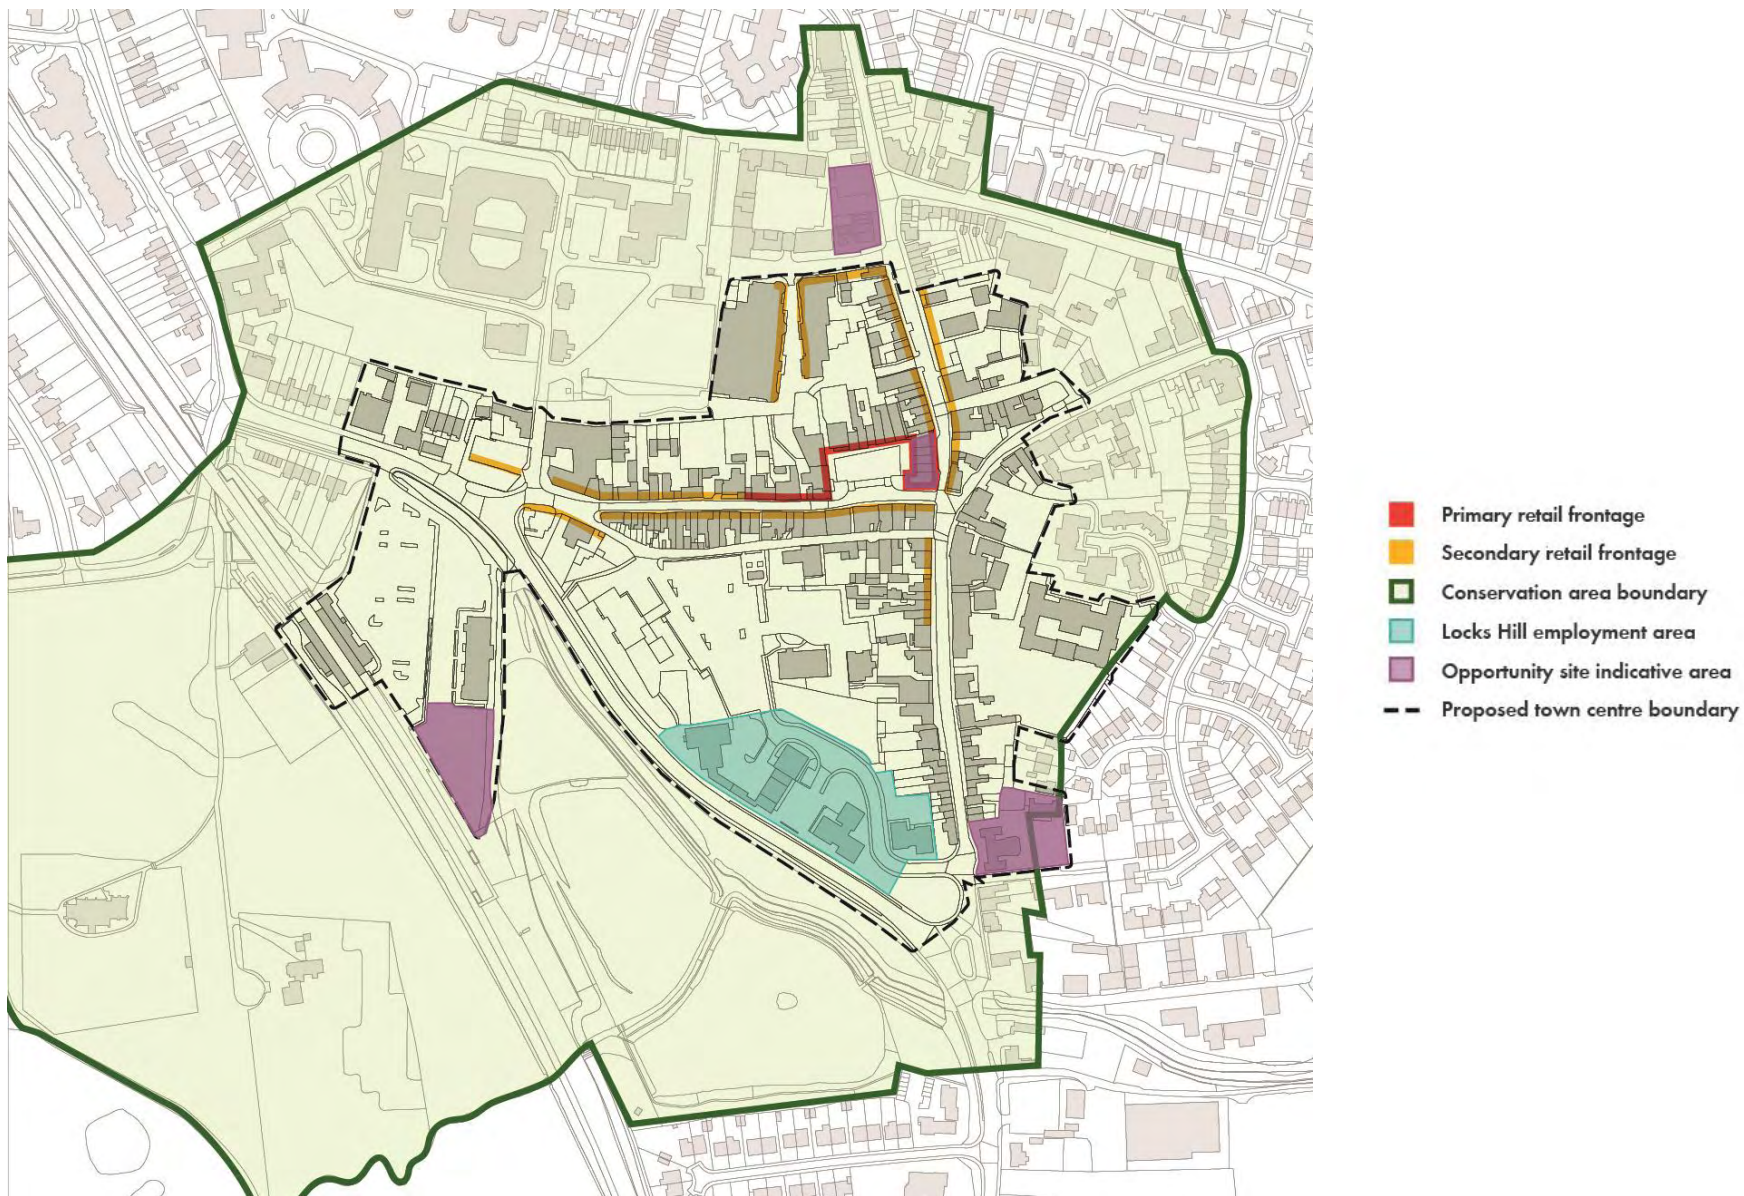 Primary retail frontage
Secondary retail frontage
Conservation area boundary
Locks Hill employment area
Opportunity site indicative area
Proposed town centre boundary